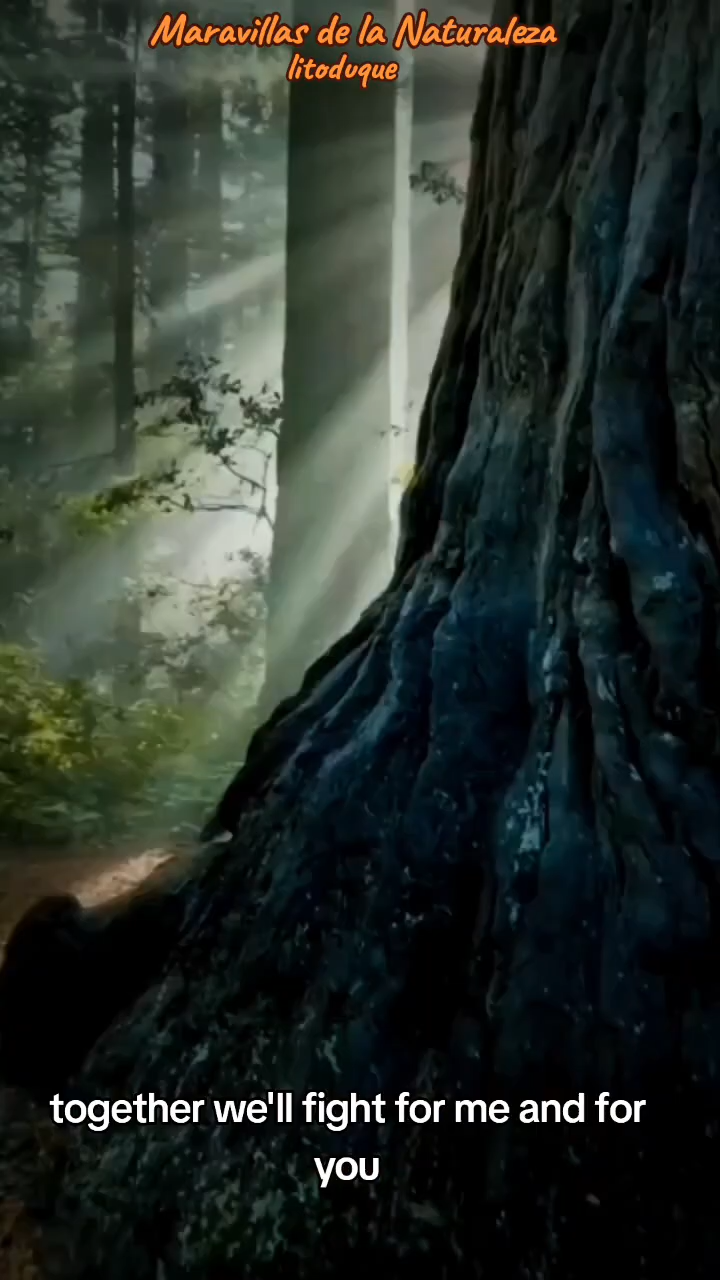 Maravillas de la Naturaleza
litoduque
together we'll fight for me and for
you